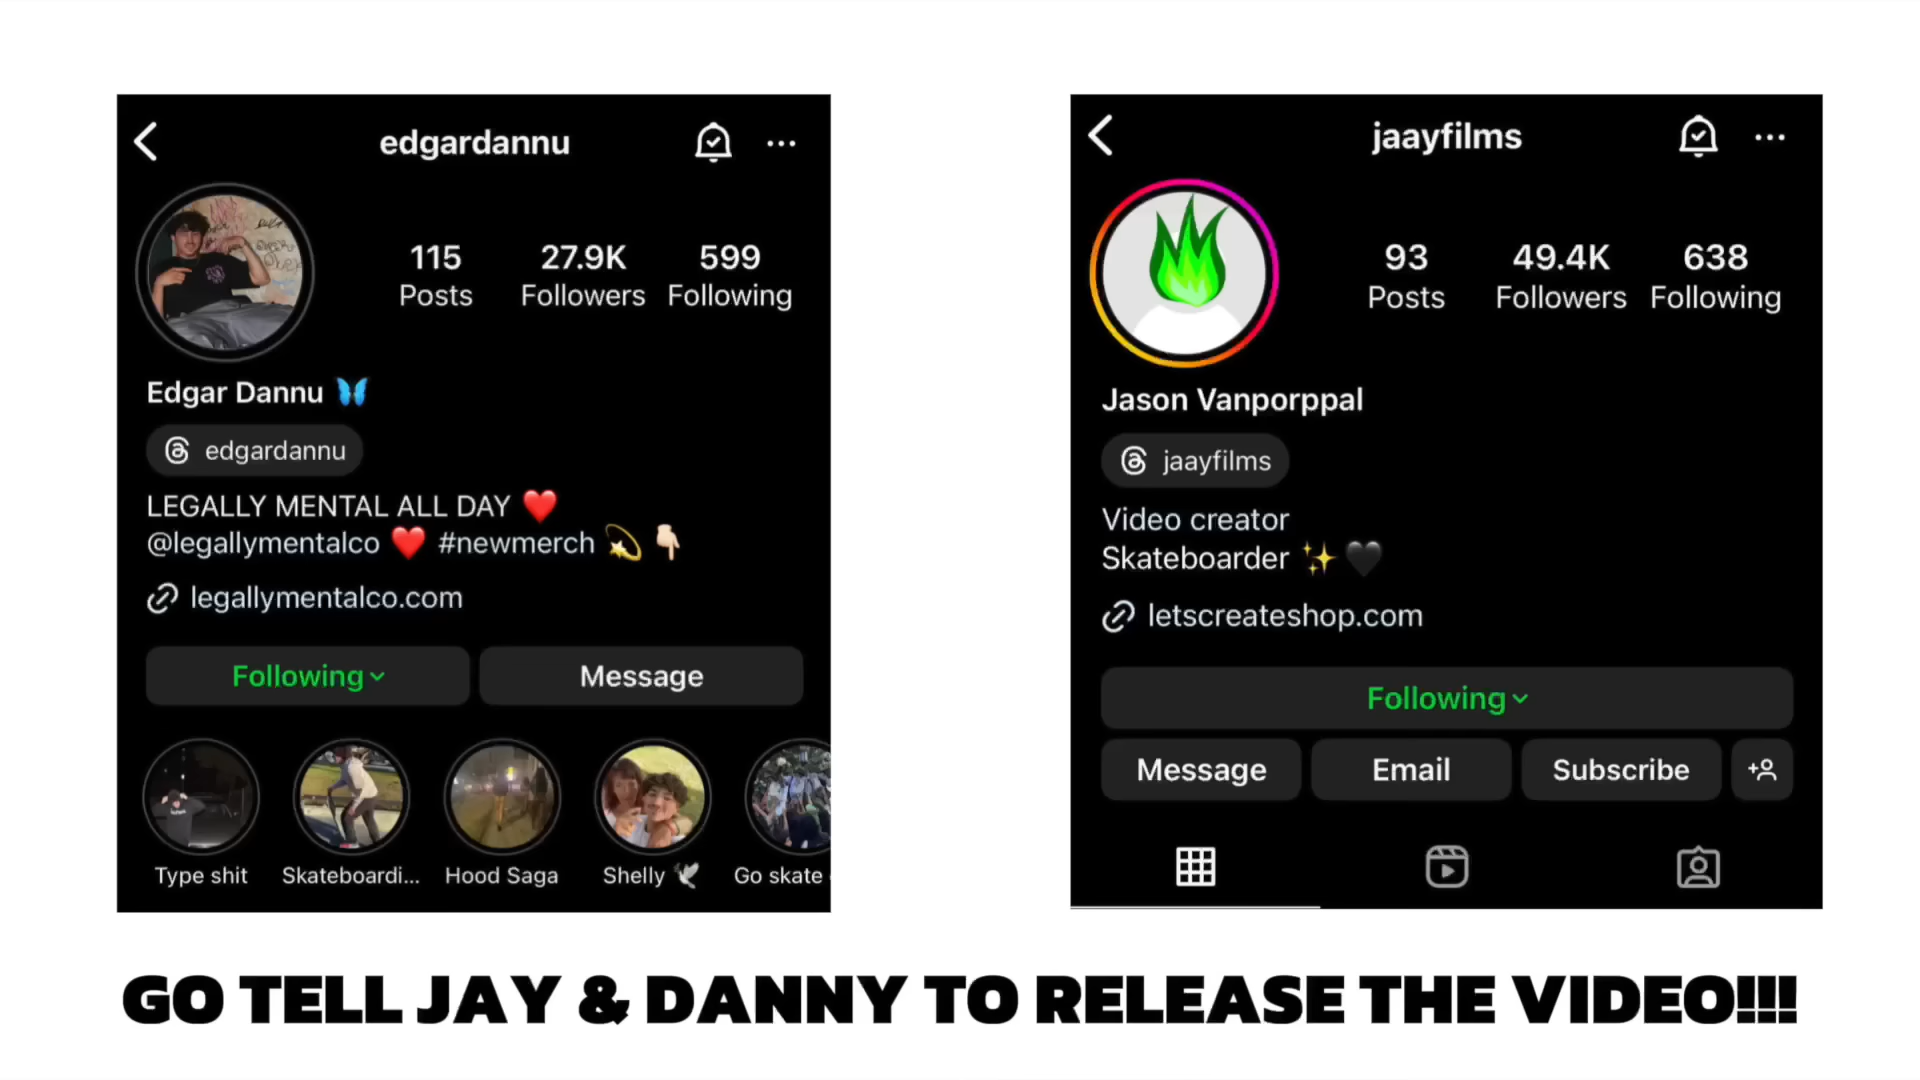 edgardannu
115 27.9K 599
Posts Followers Following
Edgar Dannu
edgardannu
LEGALLY MENTAL ALL DAY ❤️
@legallymentalco ❤️ #newmerch 💫 👇🏻
legallymentalco.com
Following Message
Type shit Skateboardi... Hood Saga Shelly 🕊 Go skate
jaayfilms
93 49.4K 638
Posts Followers Following
Jason Vanporppal
jaayfilms
Video creator
Skateboarder ✨🖤
letscreateshop.com
Following
Message Email Subscribe
GO TELL JAY & DANNY TO RELEASE THE VIDEO!!!